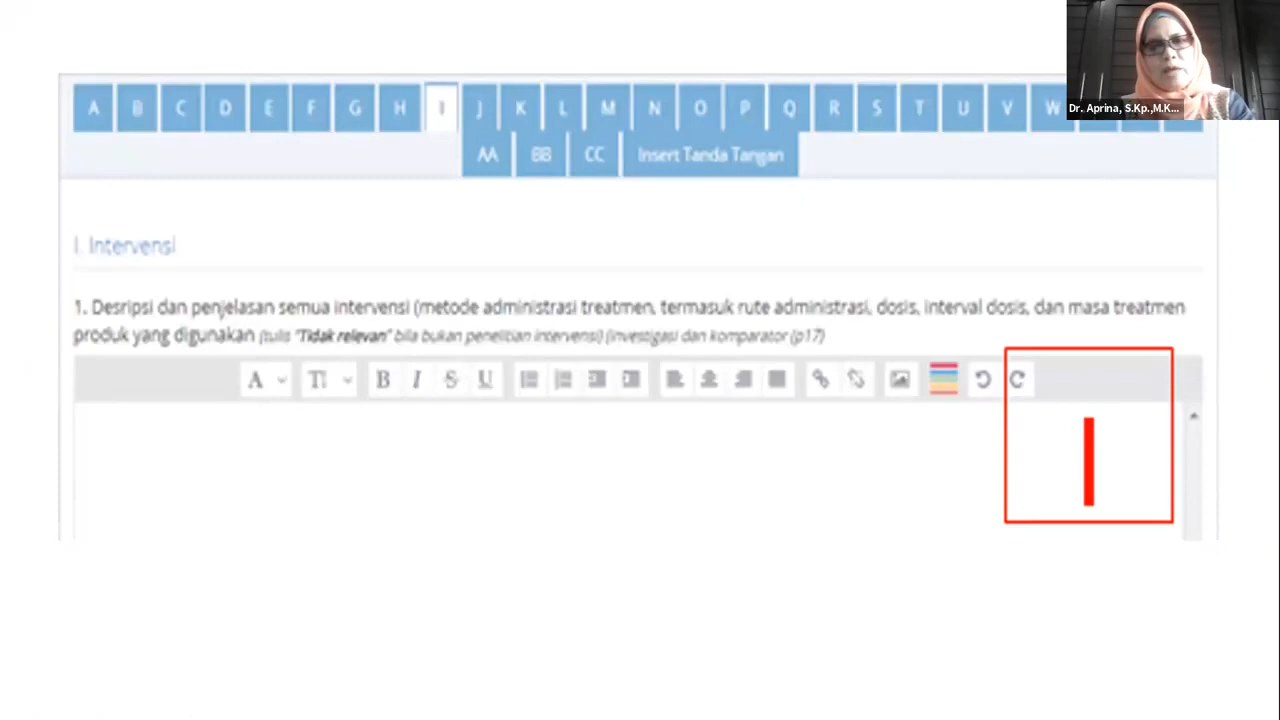 Dr. Aprina, S.Kp.,M.K...
A B C D E F G H I K L M N O P Q R S T U V W
AA BB CC Insert Tanda Tangan
I. Intervensi
1. Desripsi dan penjelasan semua intervensi (metode administrasi treatmen, termasuk rute administrasi, dosis, interval dosis, dan masa treatmen
produk yang digunakan (tulis "Tidak relevan" bila bukan penelitian intervensi) (investigasi dan komparator (p17)
A TI B I S U
I